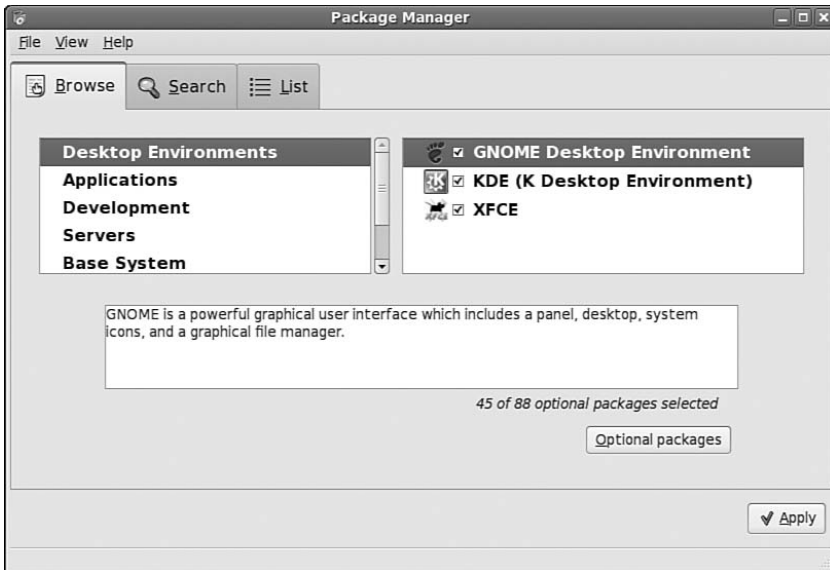 Package Manager
File View Help
Browse Search List
Desktop Environments
Applications
Development
Servers
Base System
GNOME Desktop Environment
KDE (K Desktop Environment)
XFCE
GNOME is a powerful graphical user interface which includes a panel, desktop, system
icons, and a graphical file manager.
45 of 88 optional packages selected
Optional packages
Apply